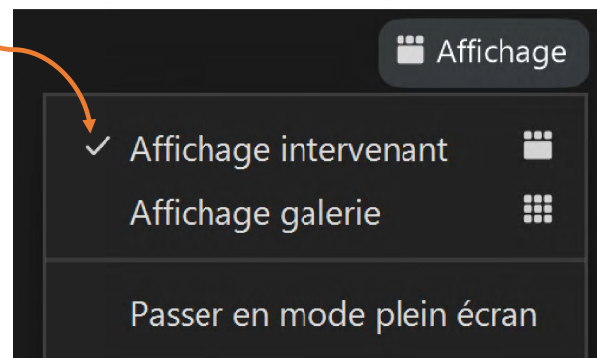 Affichage
Affichage intervenant
Affichage galerie
Passer en mode plein écran